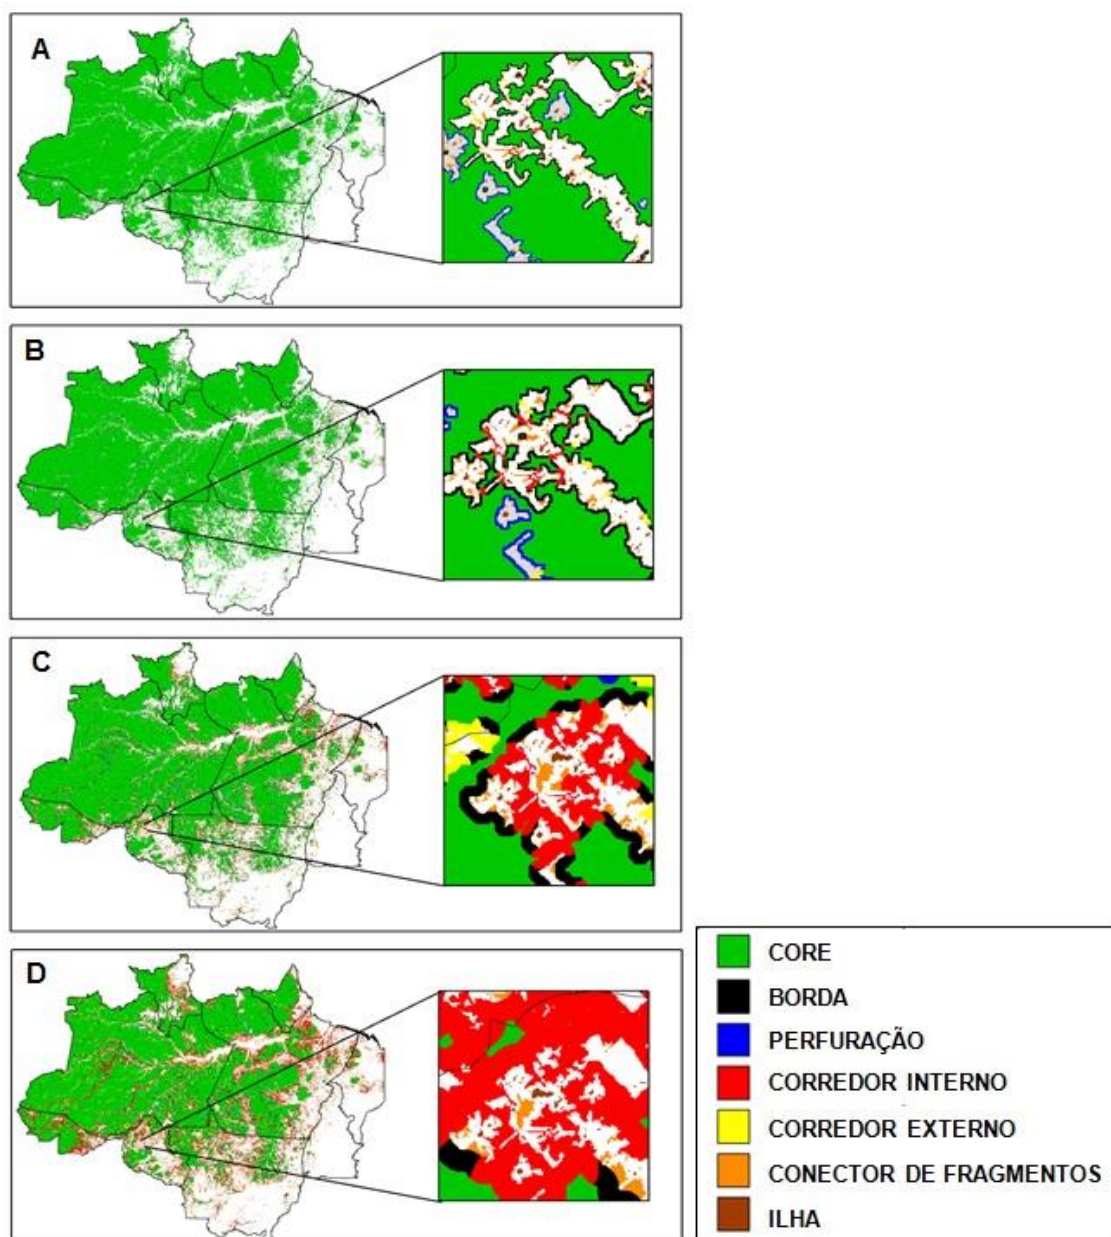 A
B
C
D
CORE
BORDA
PERFURAÇÃO
CORREDOR INTERNO
CORREDOR EXTERNO
CONECTOR DE FRAGMENTOS
ILHA